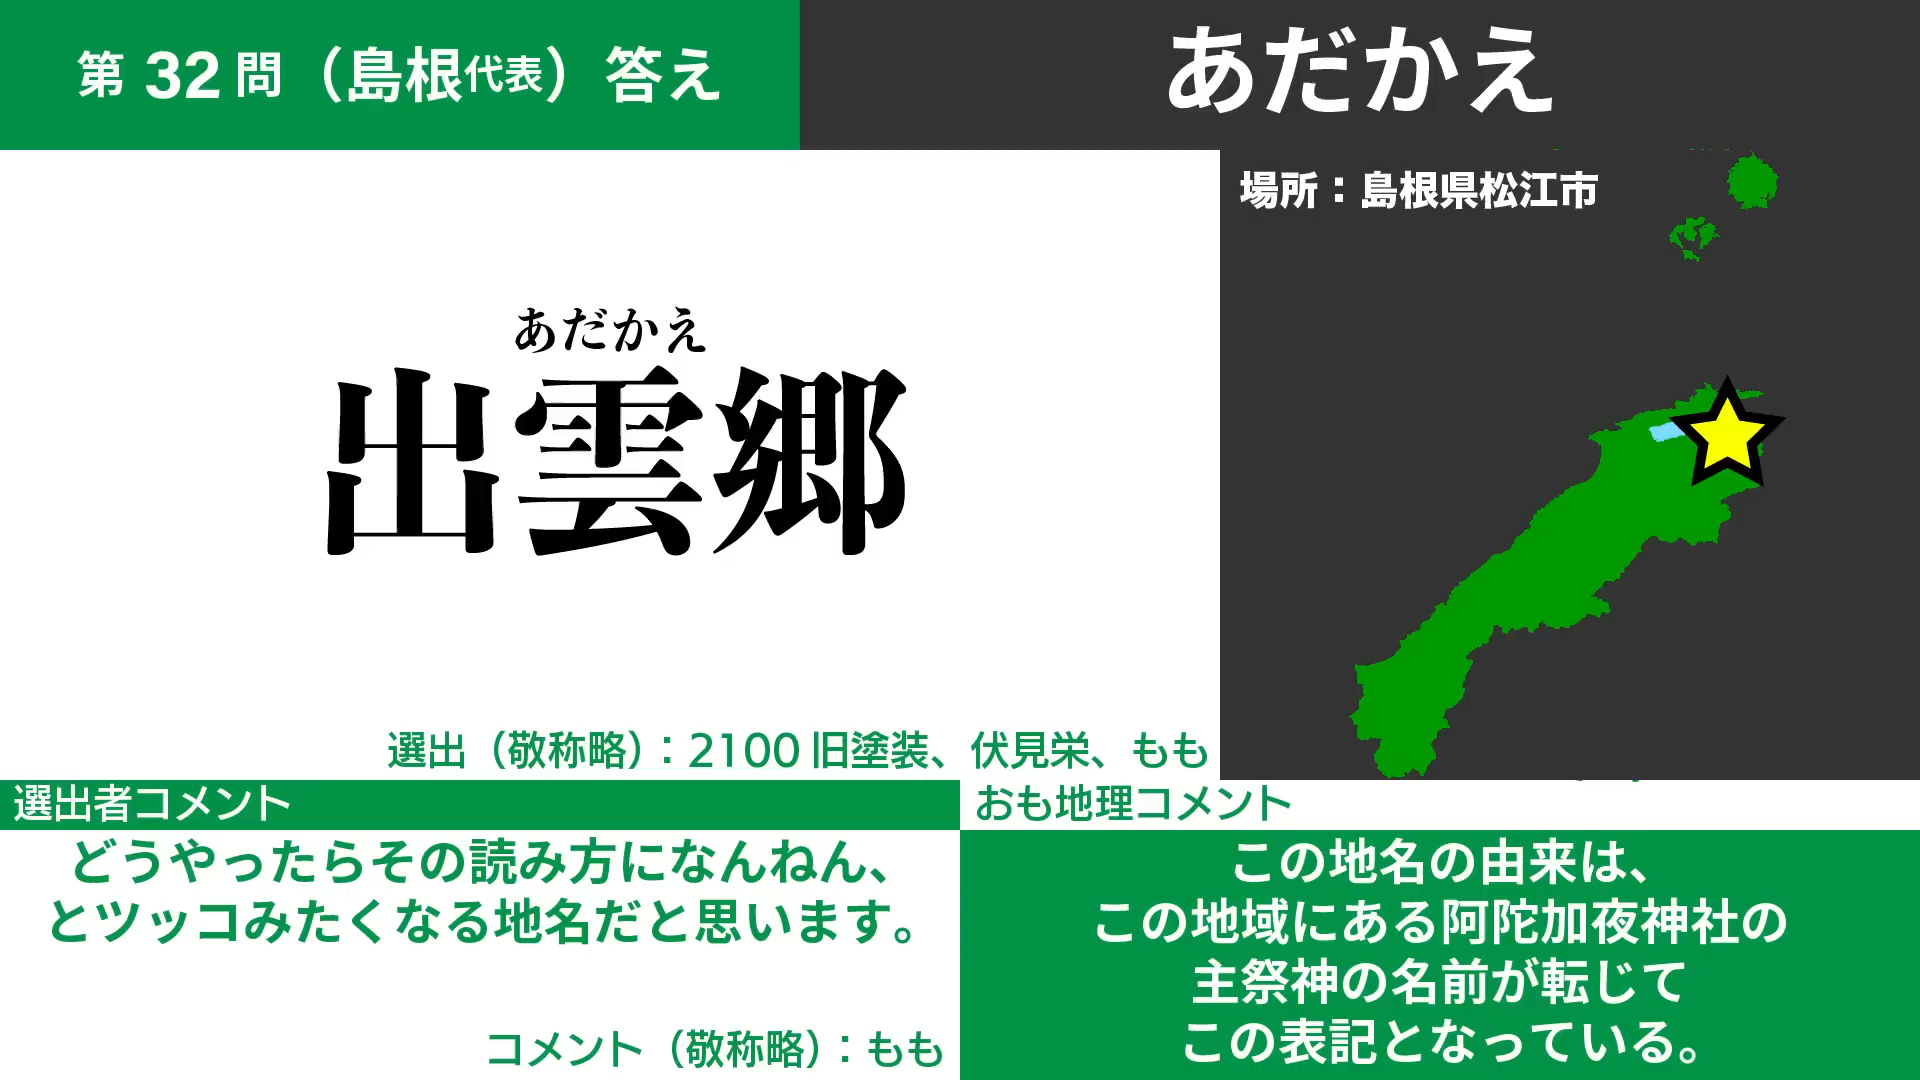 第32問（島根代表）答え
あだかえ
場所：島根県松江市
あだかえ
出雲郷
選出（敬称略）：2100旧塗装、伏見栄、もも
選出者コメント
どうやったらその読み方になんねん、
とツッコみたくなる地名だと思います。
コメント（敬称略）：もも
おも地理コメント
この地名の由来は、
この地域にある阿陀加夜神社の
主祭神の名前が転じて
この表記となっている。